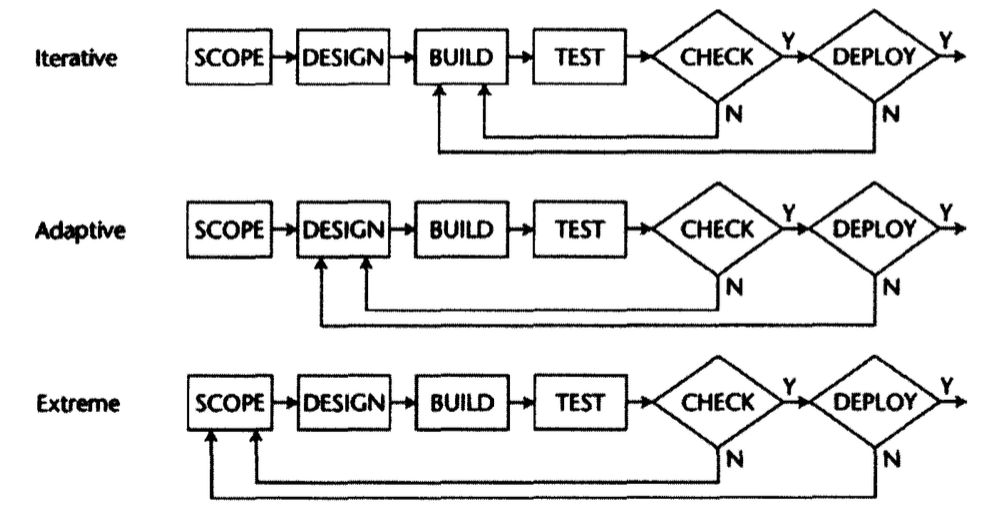 Iterative SCOPE DESIGN BUILD TEST CHECK Y DEPLOY Y
N N
Adaptive SCOPE DESIGN BUILD TEST CHECK Y DEPLOY Y
N N
Extreme SCOPE DESIGN BUILD TEST CHECK Y DEPLOY Y
N N